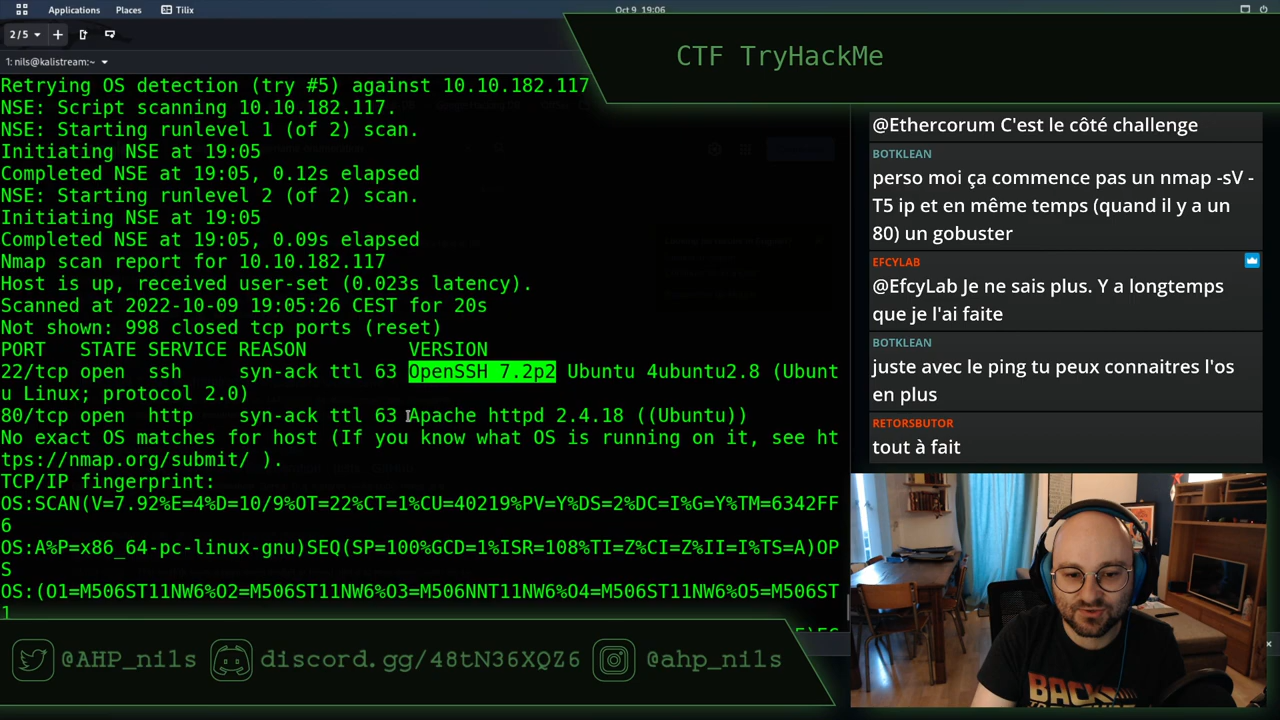 Applications Places Tilix
Oct 9 19:06
2/5
1: nils@kalistream:~
CTF TryHackMe
Retrying OS detection (try #5) against 10.10.182.117
NSE: Script scanning 10.10.182.117.
NSE: Starting runlevel 1 (of 2) scan.
Initiating NSE at 19:05
Completed NSE at 19:05, 0.12s elapsed
NSE: Starting runlevel 2 (of 2) scan.
Initiating NSE at 19:05
Completed NSE at 19:05, 0.09s elapsed
Nmap scan report for 10.10.182.117
Host is up, received user-set (0.023s latency).
Scanned at 2022-10-09 19:05:26 CEST for 20s
Not shown: 998 closed tcp ports (reset)
PORT STATE SERVICE REASON VERSION
22/tcp open ssh syn-ack ttl 63 OpenSSH 7.2p2 Ubuntu 4ubuntu2.8 (Ubunt
u Linux; protocol 2.0)
80/tcp open http syn-ack ttl 63 Apache httpd 2.4.18 ((Ubuntu))
No exact OS matches for host (If you know what OS is running on it, see ht
tps://nmap.org/submit/ ).
TCP/IP fingerprint:
OS:SCAN(V=7.92%E=4%D=10/9%OT=22%CT=1%CU=40219%PV=Y%DS=2%DC=I%G=Y%TM=6342FF
6
OS:A%P=x86_64-pc-linux-gnu)SEQ(SP=100%GCD=1%ISR=108%TI=Z%CI=Z%II=I%TS=A)OP
S
OS:(O1=M506ST11NW6%O2=M506ST11NW6%O3=M506NNT11NW6%O4=M506ST11NW6%O5=M506ST
1
@Ethercorum C'est le côté challenge
BOTKLEAN
perso moi ça commence pas un nmap -sV -
T5 ip et en même temps (quand il y a un
80) un gobuster
EFCYLAB
@EfcyLab Je ne sais plus. Y a longtemps
que je l'ai faite
BOTKLEAN
juste avec le ping tu peux connaitres l'os
en plus
RETORSBUTOR
tout à fait
@AHP_nils discord.gg/48tN36XQZ6 @ahp_nils